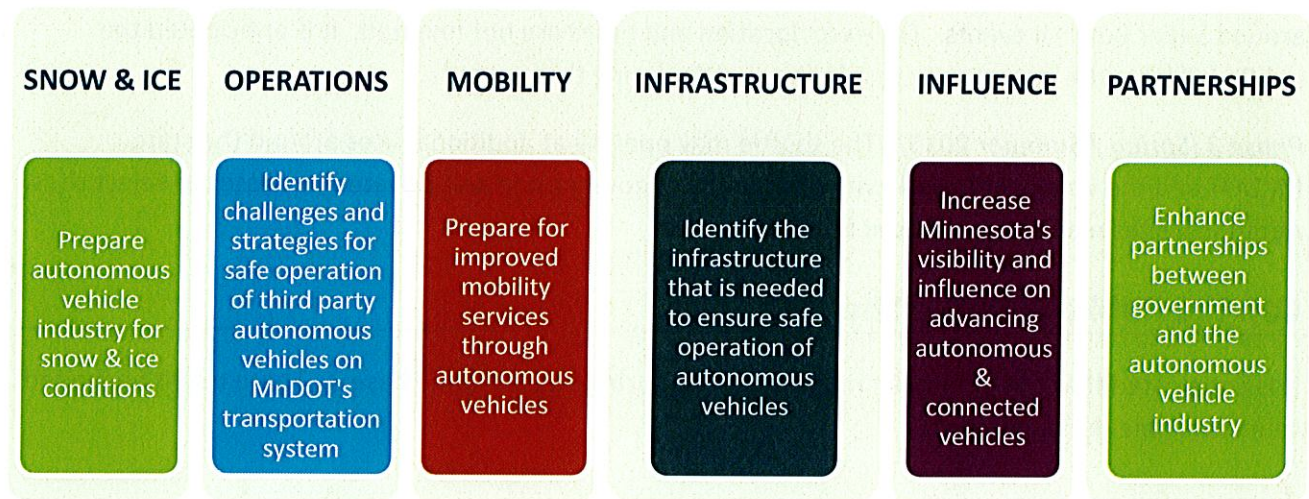 SNOW & ICE
Prepare
autonomous
vehicle
industry for
snow & ice
conditions
OPERATIONS
Identify
challenges and
strategies for
safe operation
of third party
autonomous
vehicles on
MnDOT's
transportation
system
MOBILITY
Prepare for
improved
mobility
services
through
autonomous
vehicles
INFRASTRUCTURE
Identify the
infrastructure
that is needed
to ensure safe
operation of
autonomous
vehicles
INFLUENCE
Increase
Minnesota's
visibility and
influence on
advancing
autonomous
&
connected
vehicles
PARTNERSHIPS
Enhance
partnerships
between
government
and the
autonomous
vehicle
industry